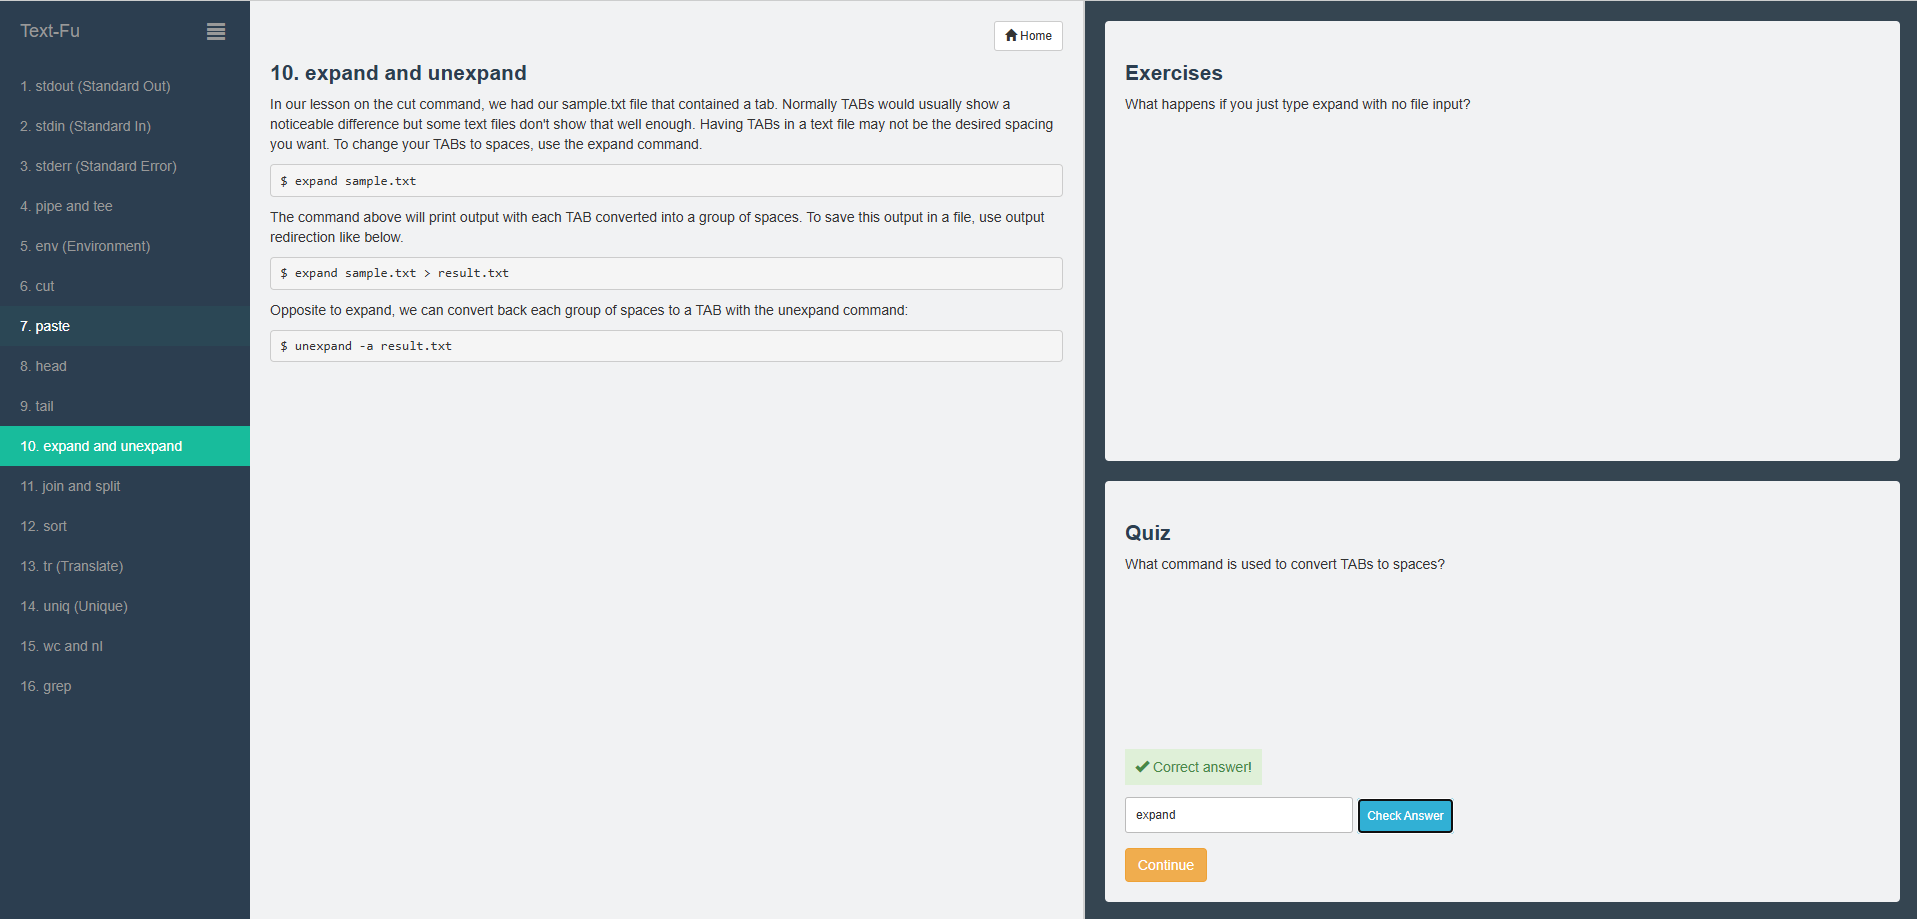 Text-Fu
1. stdout (Standard Out)
2. stdin (Standard In)
3. stderr (Standard Error)
4. pipe and tee
5. env (Environment)
6. cut
7. paste
8. head
9. tail
10. expand and unexpand
11. join and split
12. sort
13. tr (Translate)
14. uniq (Unique)
15. wc and nl
16. grep
Home
10. expand and unexpand
In our lesson on the cut command, we had our sample.txt file that contained a tab. Normally TABs would usually show a
noticeable difference but some text files don't show that well enough. Having TABs in a text file may not be the desired spacing
you want. To change your TABs to spaces, use the expand command.
$ expand sample.txt
The command above will print output with each TAB converted into a group of spaces. To save this output in a file, use output
redirection like below.
$ expand sample.txt > result.txt
Opposite to expand, we can convert back each group of spaces to a TAB with the unexpand command:
$ unexpand -a result.txt
Exercises
What happens if you just type expand with no file input?
Quiz
What command is used to convert TABs to spaces?
Correct answer!
expand
Check Answer
Continue